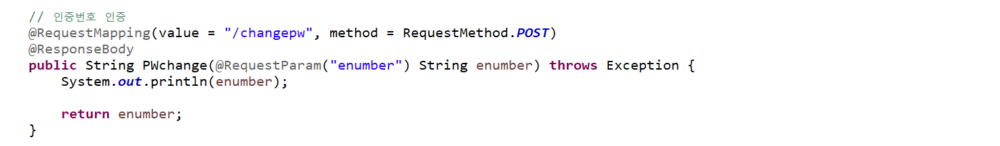 // 인증번호 인증
@RequestMapping(value = "/changepw", method = RequestMethod.POST)
@ResponseBody
public String PWchange(@RequestParam("enumber") String enumber) throws Exception {
    System.out.println(enumber);

    return enumber;
}